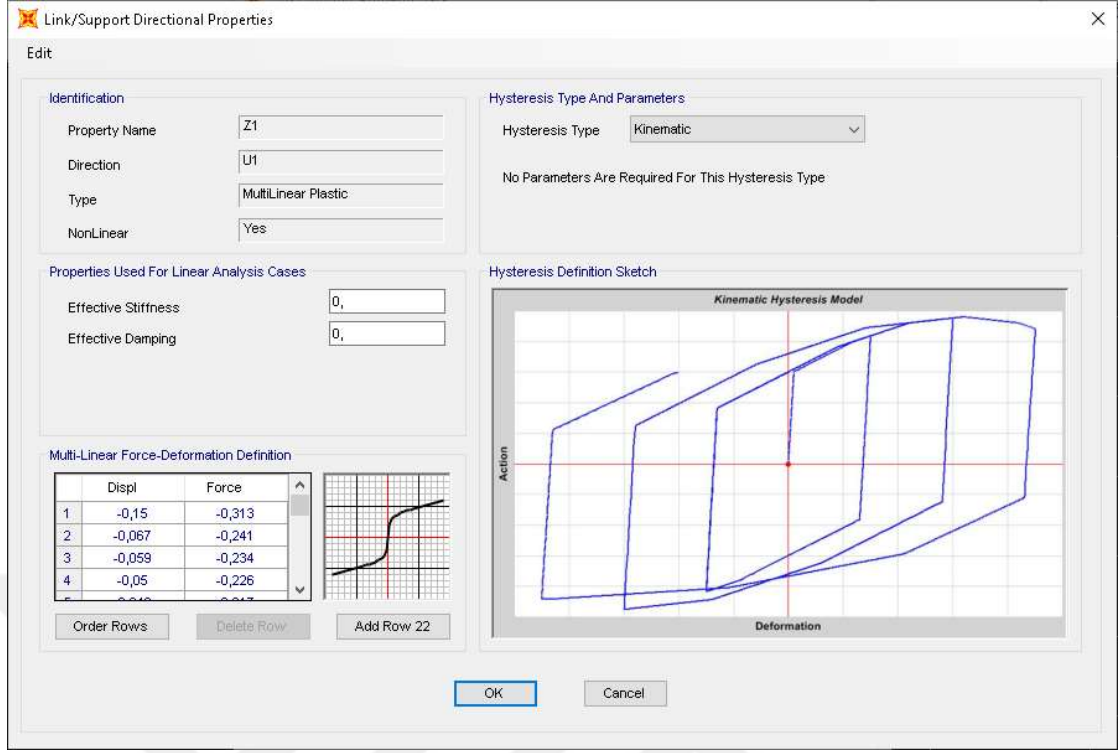 Link/Support Directional Properties
Edit
Identification
Property Name Z1
Direction U1
Type MultiLinear Plastic
NonLinear Yes
Hysteresis Type And Parameters
Hysteresis Type Kinematic
No Parameters Are Required For This Hysteresis Type
Properties Used For Linear Analysis Cases
Effective Stiffness 0,
Effective Damping 0,
Hysteresis Definition Sketch
Kinematic Hysteresis Model
Action
Deformation
Multi-Linear Force-Deformation Definition
Displ Force
1 -0,15 -0,313
2 -0,067 -0,241
3 -0,059 -0,234
4 -0,05 -0,226
Order Rows Delete Row Add Row 22
OK Cancel